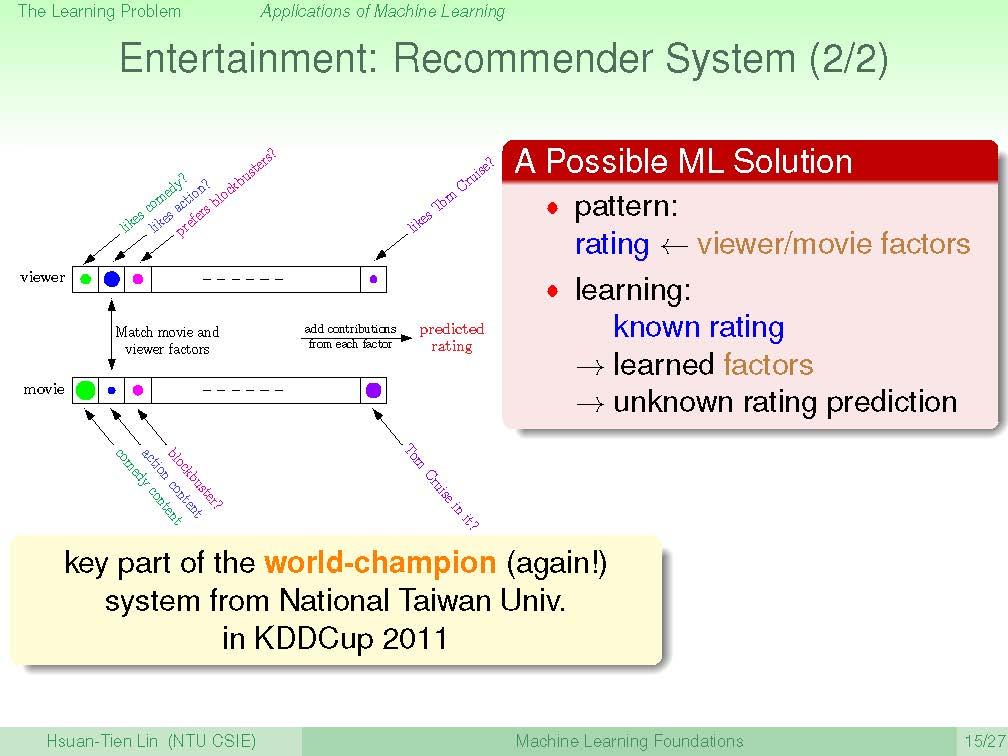 The Learning Problem
Applications of Machine Learning
Entertainment: Recommender System (2/2)
likes comedy?
likes action?
prefers blockbusters?
likes Tom Cruise?
viewer
Match movie and
viewer factors
add contributions
from each factor
predicted
rating
movie
comedy content
action content
blockbuster?
Tom Cruise in it?
A Possible ML Solution
• pattern:
rating ← viewer/movie factors
• learning:
known rating
→ learned factors
→ unknown rating prediction
key part of the world-champion (again!)
system from National Taiwan Univ.
in KDDCup 2011
Hsuan-Tien Lin (NTU CSIE)
Machine Learning Foundations
15/27